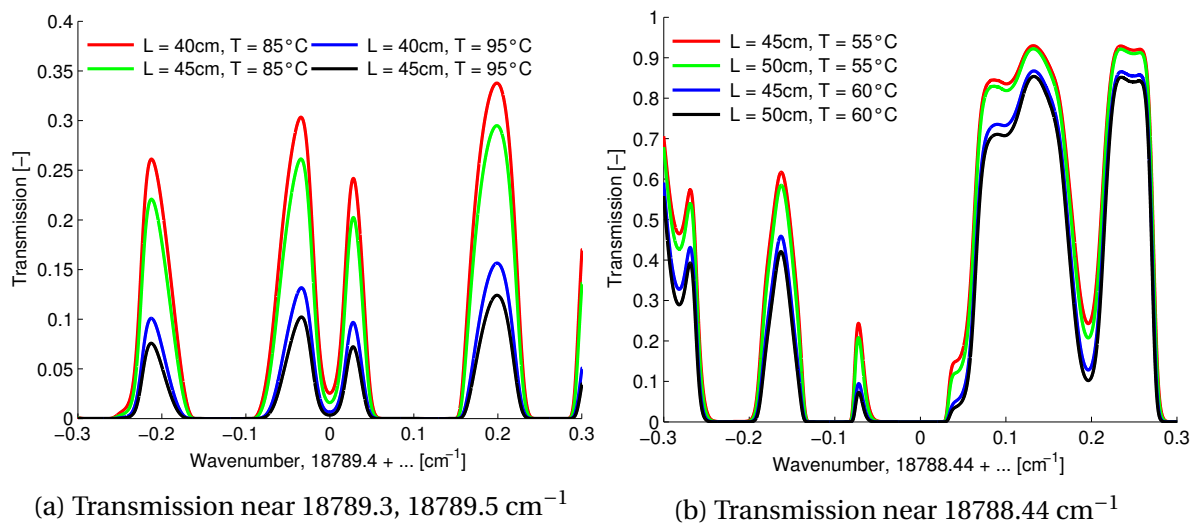 0.4
0.35
0.3
0.25
0.2
0.15
0.1
0.05
0
Transmission [−]
L = 40cm, T = 85°C
L = 45cm, T = 85°C
L = 40cm, T = 95°C
L = 45cm, T = 95°C
−0.3 −0.2 −0.1 0 0.1 0.2 0.3
Wavenumber, 18789.4 + ... [cm⁻¹]
(a) Transmission near 18789.3, 18789.5 cm⁻¹
1
0.9
0.8
0.7
0.6
0.5
0.4
0.3
0.2
0.1
0
Transmission [−]
L = 45cm, T = 55°C
L = 50cm, T = 55°C
L = 45cm, T = 60°C
L = 50cm, T = 60°C
−0.3 −0.2 −0.1 0 0.1 0.2 0.3
Wavenumber, 18788.44 + ... [cm⁻¹]
(b) Transmission near 18788.44 cm⁻¹